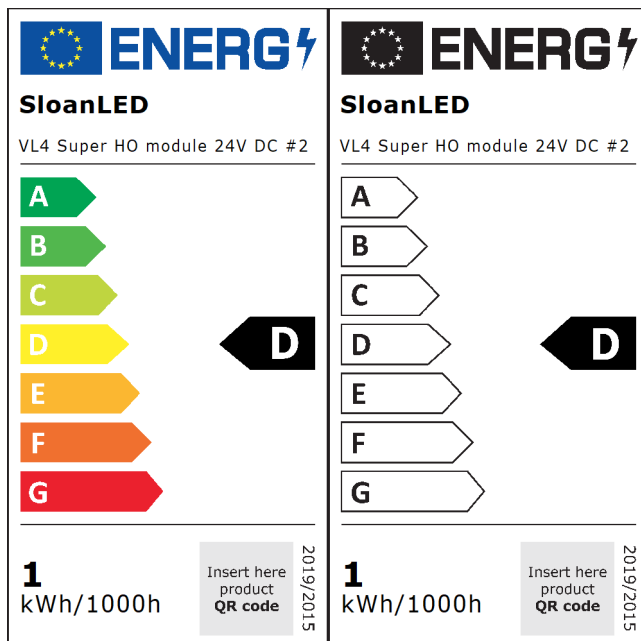 ENERG
SloanLED
VL4 Super HO module 24V DC #2
A
B
C
D
D
E
F
G
1
kWh/1000h
Insert here
product
QR code
2019/2015
ENERG
SloanLED
VL4 Super HO module 24V DC #2
A
B
C
D
D
E
F
G
1
kWh/1000h
Insert here
product
QR code
2019/2015